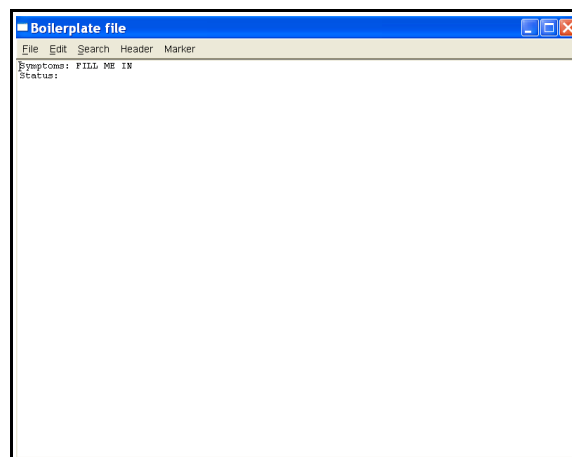 Boilerplate file
File Edit Search Header Marker
Symptoms: FILL ME IN
Status: